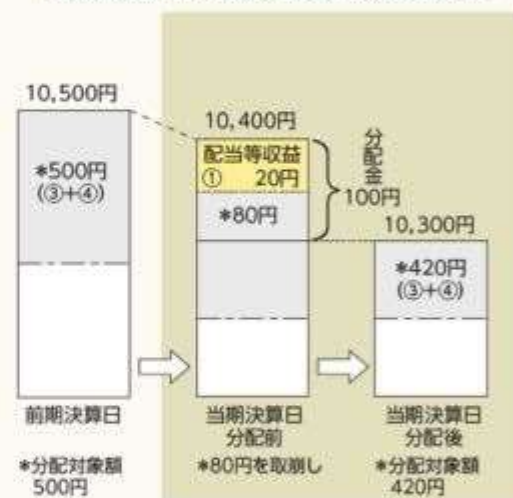 10,500円
*500円
(③+④)
前期決算日
*分配対象額
500円
10,400円
配当等収益
① 20円
*80円
分配金
100円
当期決算日
分配前
*80円を取崩し
10,300円
*420円
(③+④)
当期決算日
分配後
*分配対象額
420円